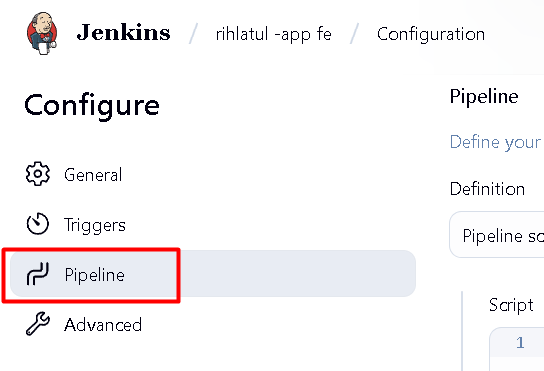 Jenkins / rihlatul -app fe / Configuration
Configure
General
Triggers
Pipeline
Advanced
Pipeline
Define your
Definition
Pipeline sc
Script
1